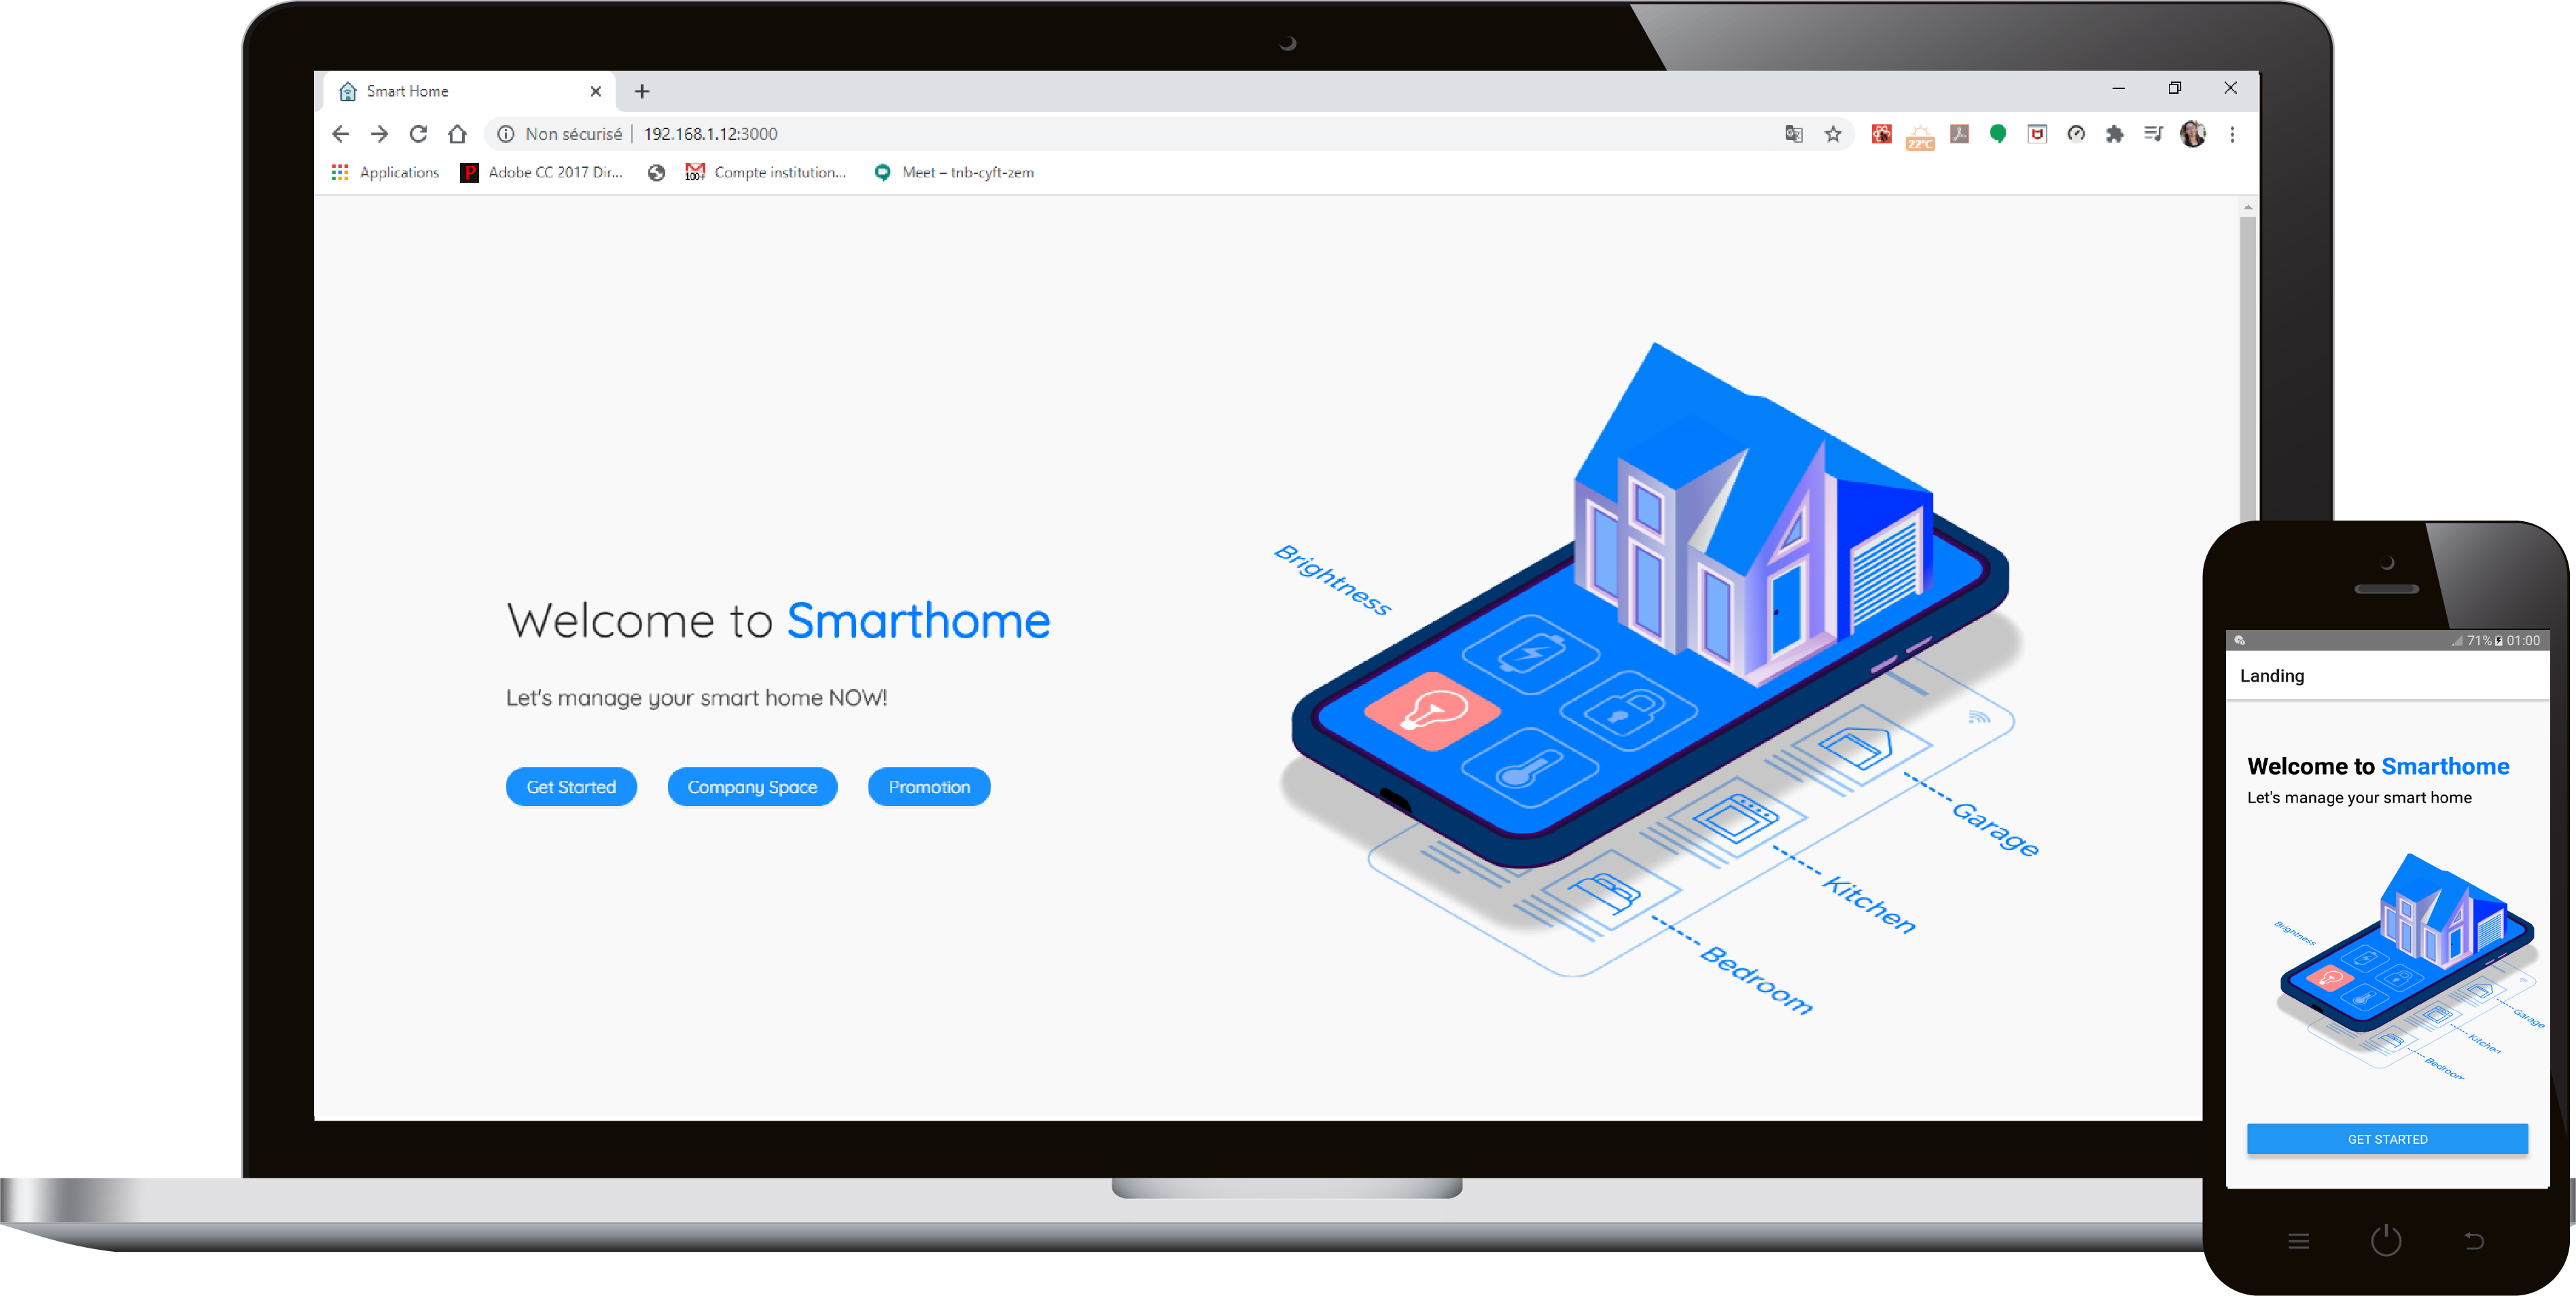 Smart Home
Non sécurisé | 192.168.1.12:3000
22°C
Applications
P Adobe CC 2017 Dir...
100+ Compte institution...
Meet – tnb-cyft-zem
Welcome to Smarthome
Let's manage your smart home NOW!
Get Started
Company Space
Promotion
Brightness
Garage
Kitchen
Bedroom
71% 01:00
Landing
Welcome to Smarthome
Let's manage your smart home
Brightness
Garage
Kitchen
Bedroom
GET STARTED